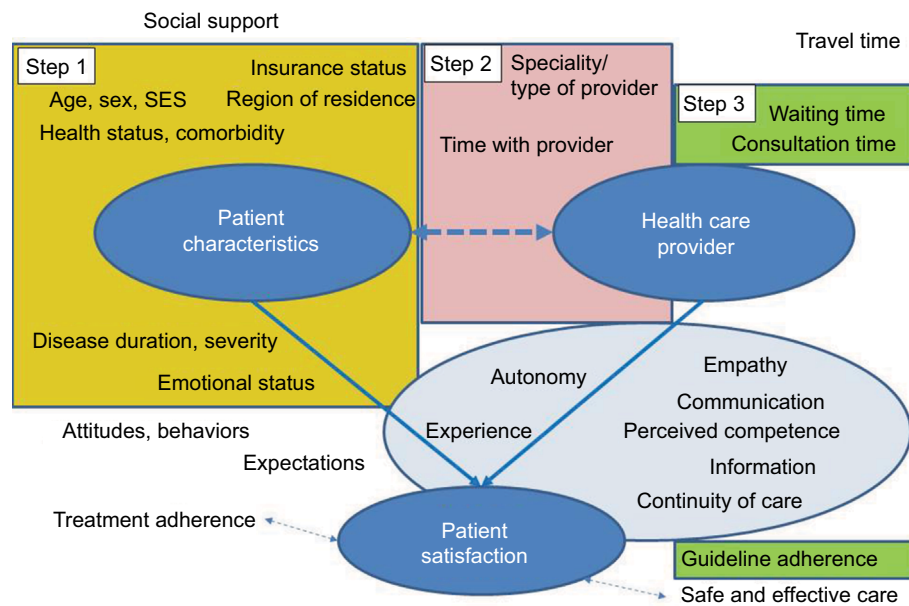 Social support
Travel time
Step 1
Insurance status
Age, sex, SES
Region of residence
Health status, comorbidity
Step 2
Speciality/
type of provider
Time with provider
Step 3
Waiting time
Consultation time
Patient
characteristics
Health care
provider
Disease duration, severity
Emotional status
Autonomy
Empathy
Communication
Attitudes, behaviors
Experience
Perceived competence
Expectations
Information
Continuity of care
Treatment adherence
Patient
satisfaction
Guideline adherence
Safe and effective care